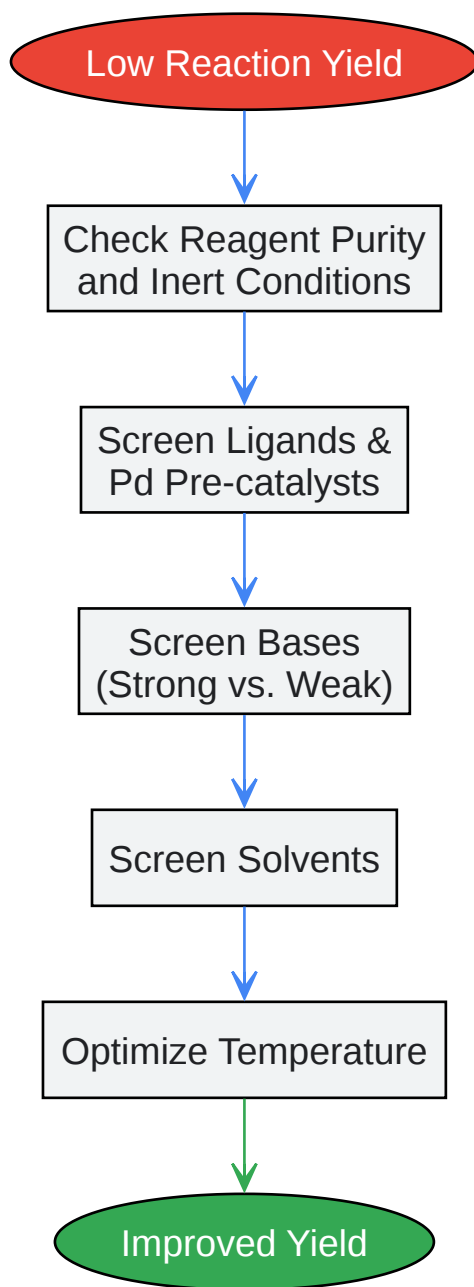 Low Reaction Yield
Check Reagent Purity
and Inert Conditions
Screen Ligands &
Pd Pre-catalysts
Screen Bases
(Strong vs. Weak)
Screen Solvents
Optimize Temperature
Improved Yield